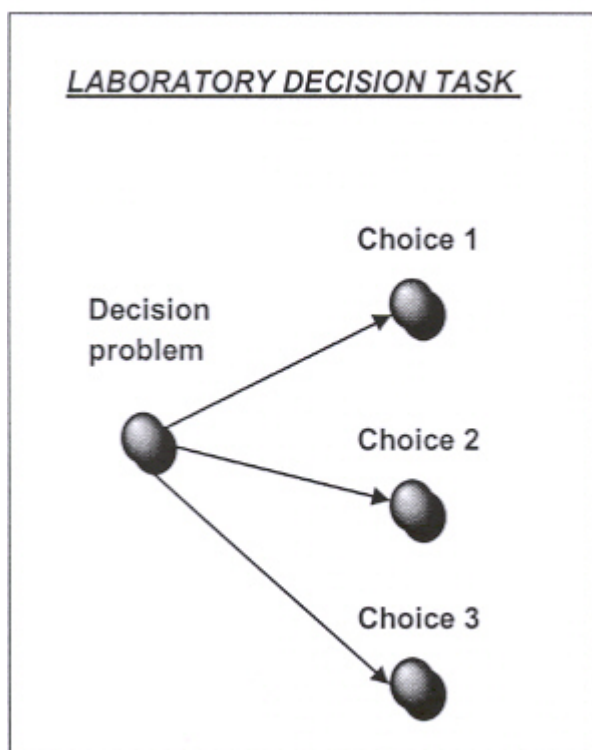 LABORATORY DECISION TASK
Choice 1
Decision
problem
Choice 2
Choice 3